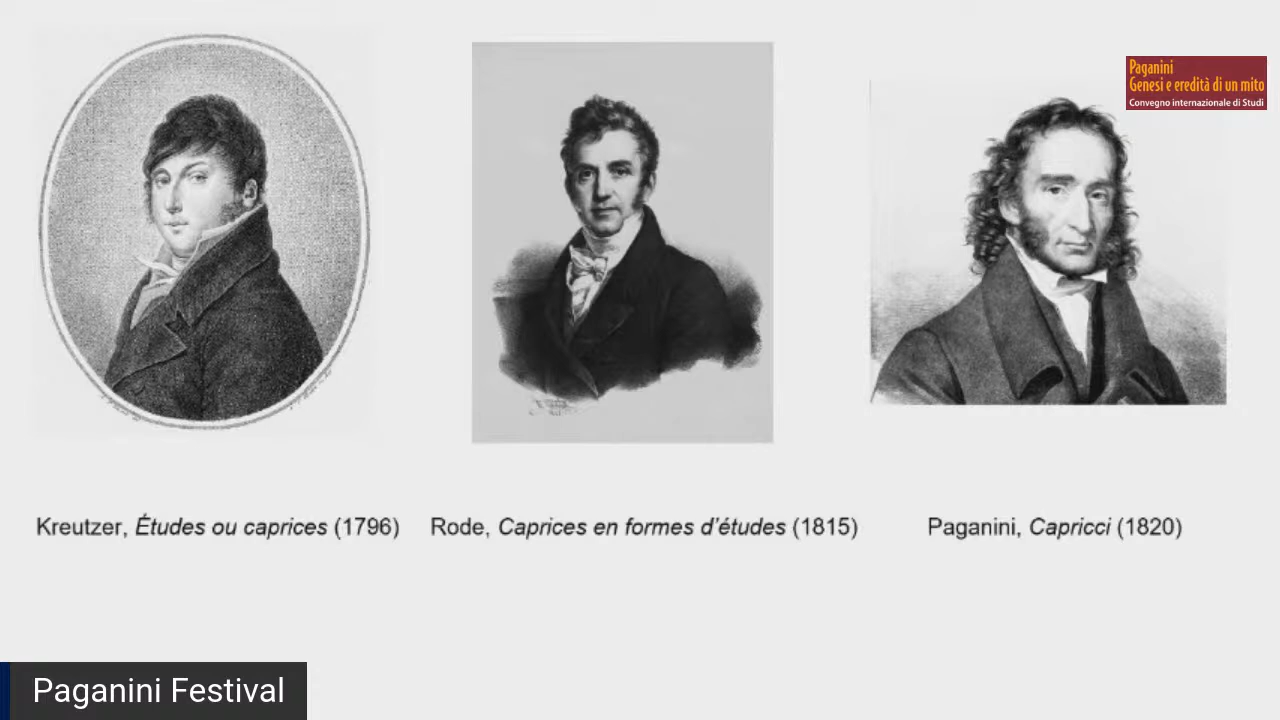 Paganini
Genesi e eredità di un mito
Convegno internazionale di Studi
Kreutzer, Études ou caprices (1796)
Rode, Caprices en formes d'études (1815)
Paganini, Capricci (1820)
Paganini Festival